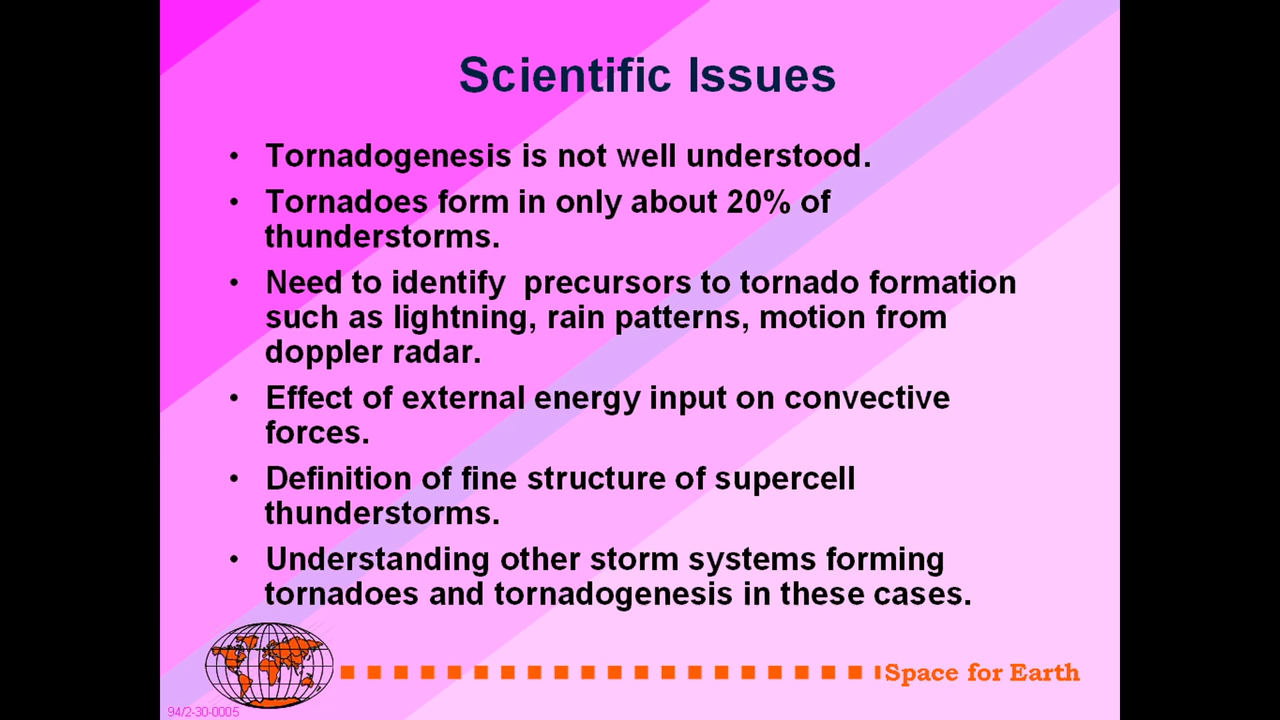 Scientific Issues
• Tornadogenesis is not well understood.
• Tornadoes form in only about 20% of
thunderstorms.
• Need to identify  precursors to tornado formation
such as lightning, rain patterns, motion from
doppler radar.
• Effect of external energy input on convective
forces.
• Definition of fine structure of supercell
thunderstorms.
• Understanding other storm systems forming
tornadoes and tornadogenesis in these cases.
Space for Earth
94/2-30-0005